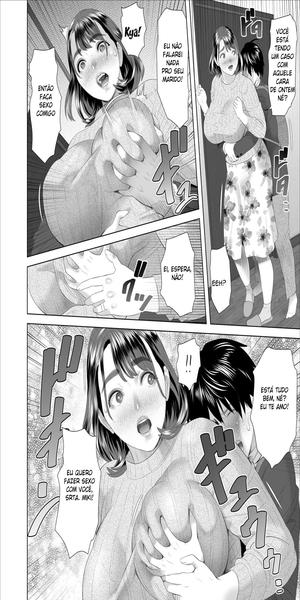 VOCÊ
ESTÁ
TENDO
UM CASO
COM
AQUELE
CARA
DE ONTEM,
NÉ?
EEH?
Kya!
EU NÃO
FALAREI
NADA
PRO SEU
MARIDO!
ENTÃO
FAÇA
SEXO
COMIGO
EI, ESPERA,
NÃO!
!!
ESTÁ TUDO
BEM, NÉ?
EU TE AMO!
EU QUERO
FAZER SEXO
COM VOCÊ,
SRTA. MIKI!